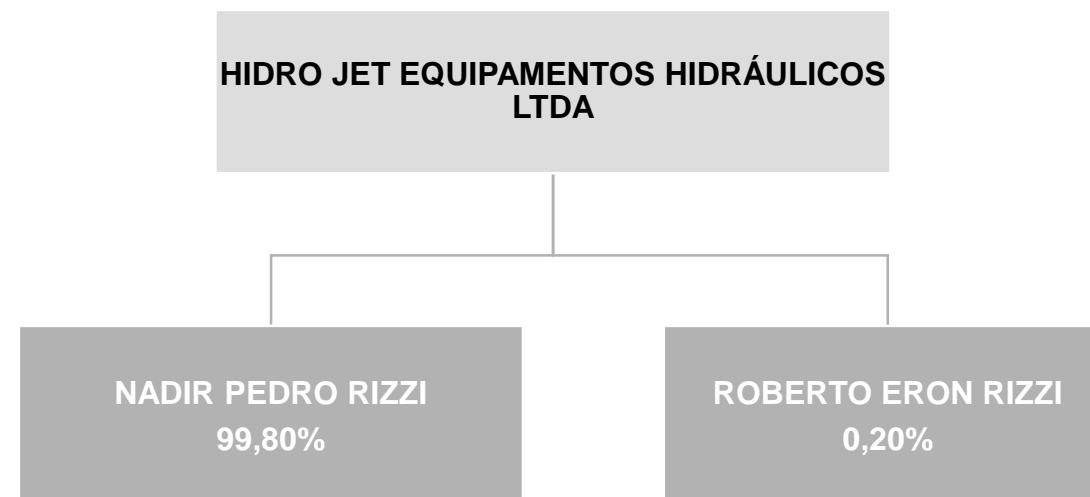 HIDRO JET EQUIPAMENTOS HIDRÁULICOS
LTDA
NADIR PEDRO RIZZI
99,80%
ROBERTO ERON RIZZI
0,20%